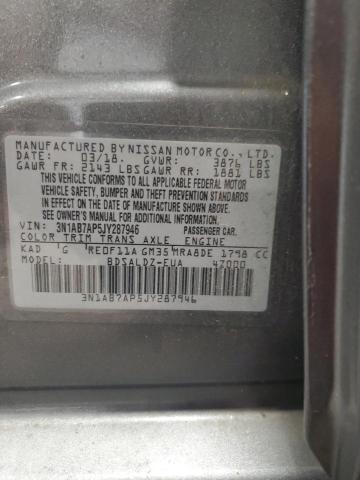 MANUFACTURED BY NISSAN MOTOR CO., LTD.
DATE: 03/18. GVWR: 3876 LBS
GAWR FR: 2143 LBS GAWR RR: 1881 LBS
THIS VEHICLE CONFORMS TO ALL APPLICABLE FEDERAL MOTOR
VEHICLE SAFETY, BUMPER AND THEFT PREVENTION STANDARDS
IN EFFECT ON THE DATE OF MANUFACTURE SHOWN ABOVE.
SEE OWNER'S MANUAL FOR ADDITIONAL
VIN: 3N1AB7AP5JY287946 PASSENGER CAR.
COLOR TRIM TRANS AXLE ENGINE
KAD G RE0F11A GM35 MRA8DE 1798 CC
MODEL: BDSALDZ-EUA 4Z000
3N1AB7AP5JY287946